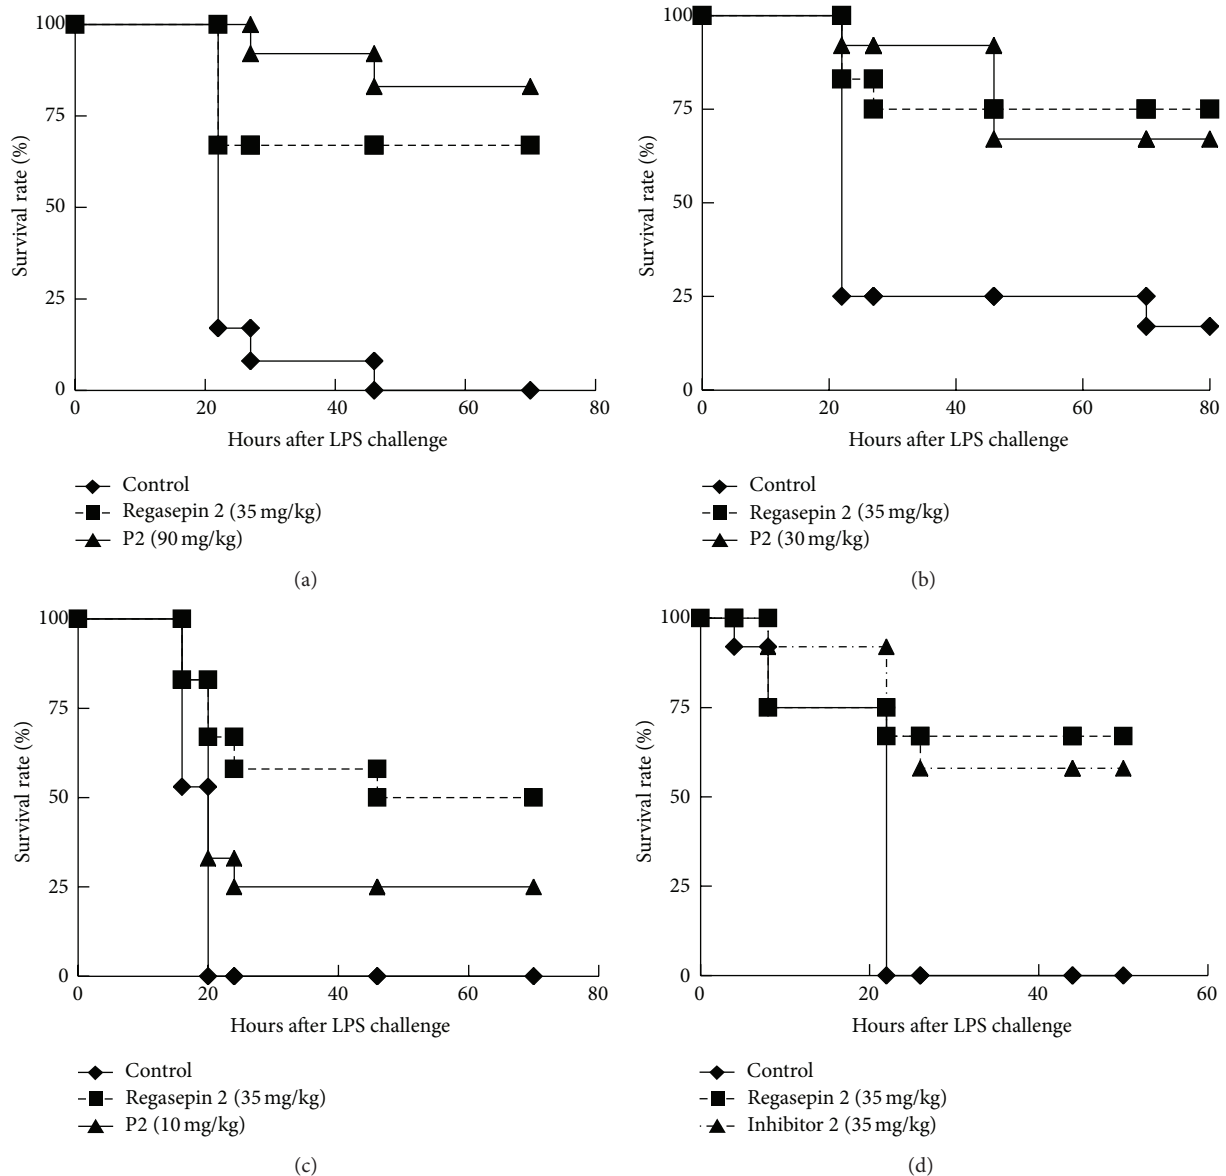 100
75
50
25
0
Survival rate (%)
0 20 40 60 80
Hours after LPS challenge
Control
Regasepin 2 (35 mg/kg)
P2 (90 mg/kg)
(a)
100
75
50
25
0
Survival rate (%)
0 20 40 60 80
Hours after LPS challenge
Control
Regasepin 2 (35 mg/kg)
P2 (30 mg/kg)
(b)
100
75
50
25
0
Survival rate (%)
0 20 40 60 80
Hours after LPS challenge
Control
Regasepin 2 (35 mg/kg)
P2 (10 mg/kg)
(c)
100
75
50
25
0
Survival rate (%)
0 20 40 60
Hours after LPS challenge
Control
Regasepin 2 (35 mg/kg)
Inhibitor 2 (35 mg/kg)
(d)